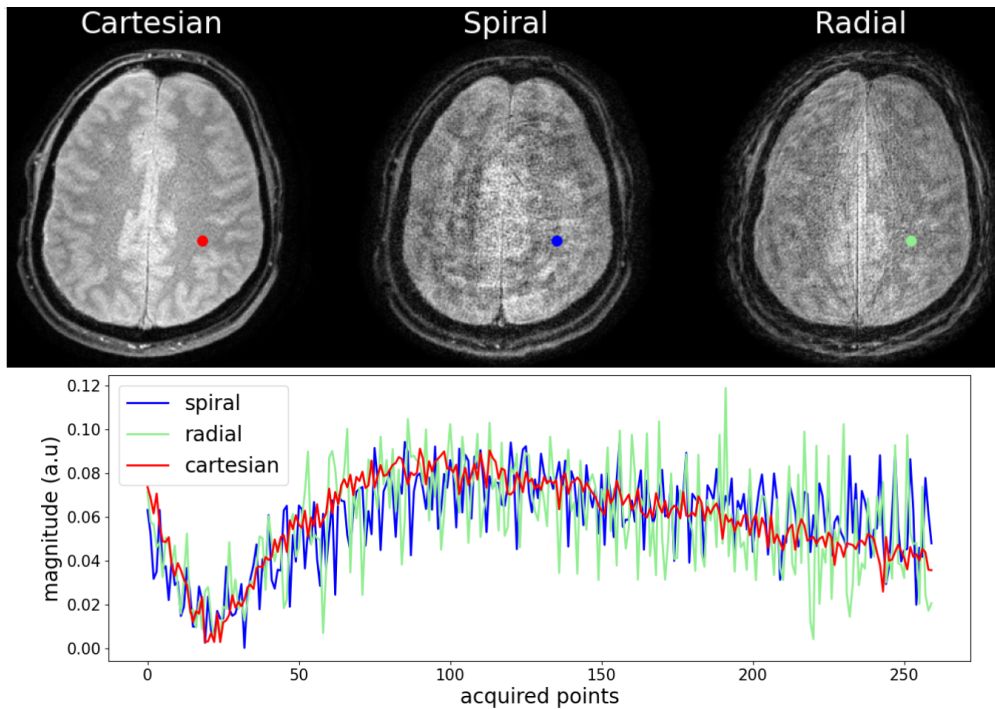 Cartesian Spiral Radial
0.12
0.10
0.08
0.06
0.04
0.02
0.00
magnitude (a.u)
spiral
radial
cartesian
0 50 100 150 200 250
acquired points